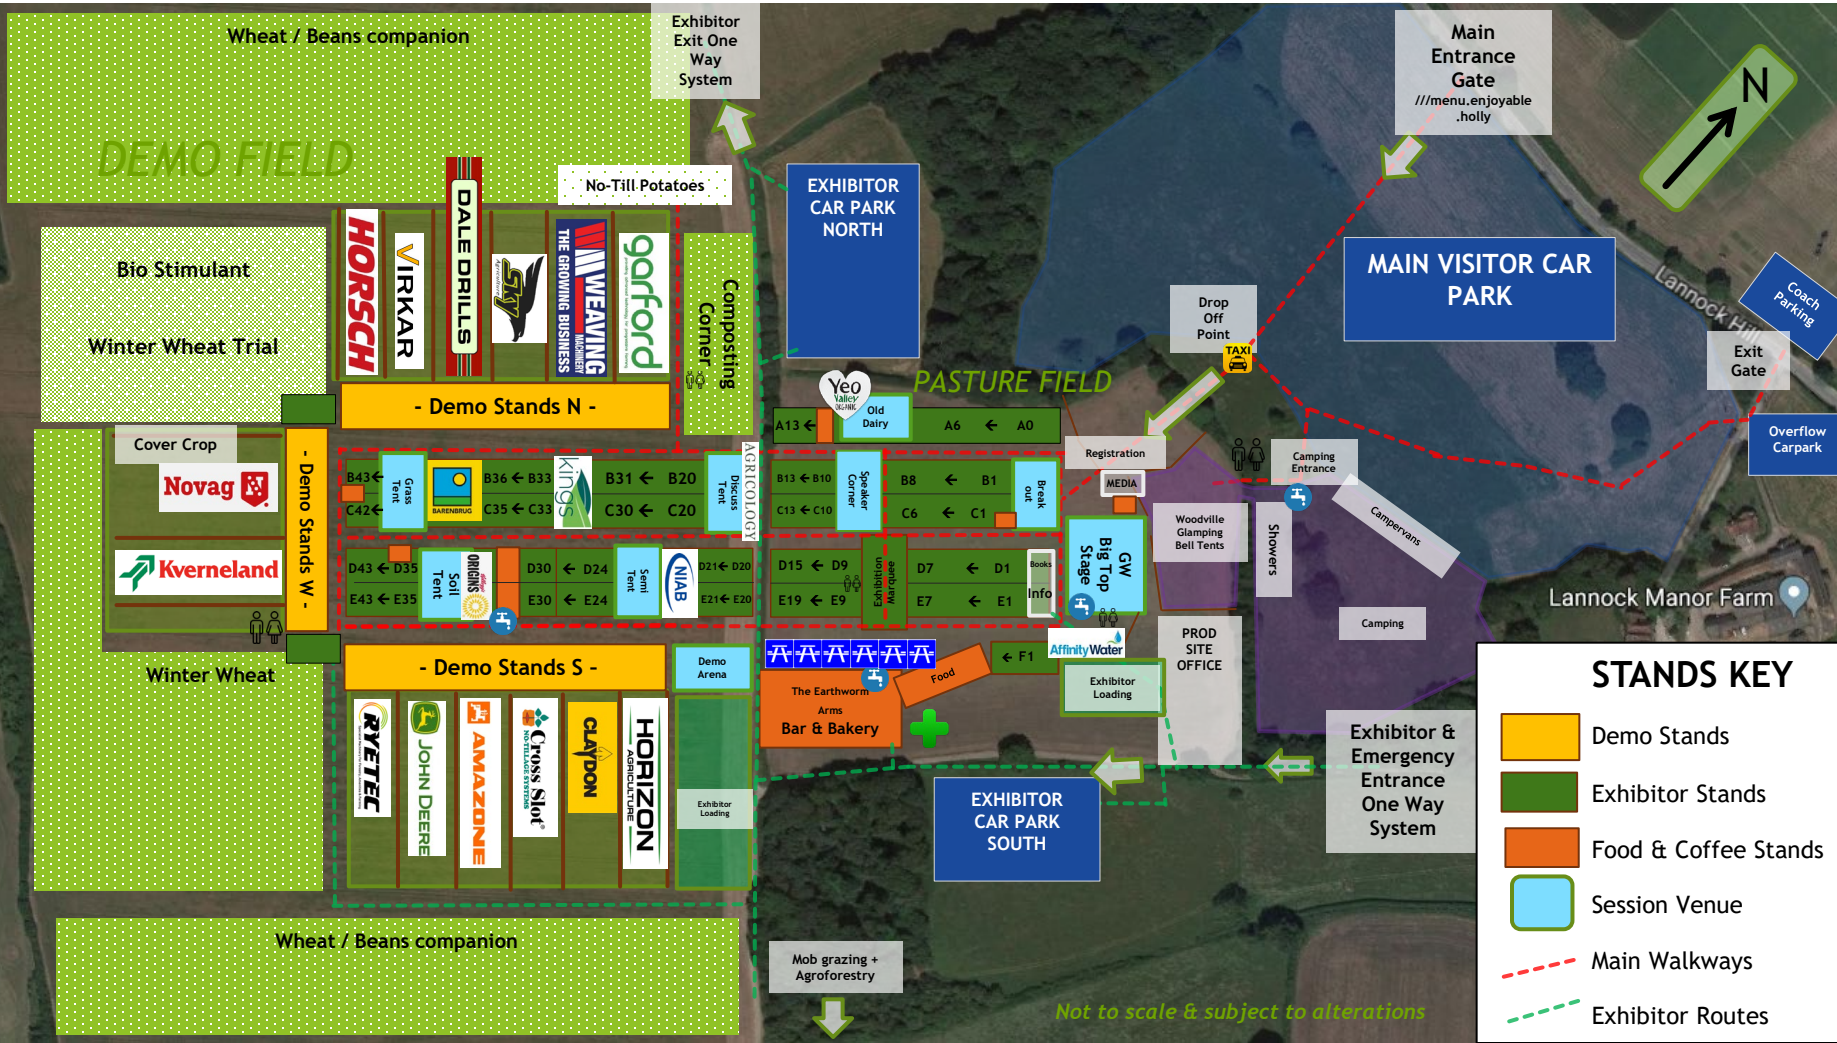 Wheat / Beans companion
Exhibitor
Exit One
Way
System
Main
Entrance
Gate
///menu.enjoyable
.holly
N
DEMO FIELD
No-Till Potatoes
EXHIBITOR
CAR PARK
NORTH
MAIN VISITOR CAR
PARK
Lannock Hill
Coach
Parking
Exit
Gate
Overflow
Carpark
Drop
Off
Point
TAXI
Bio Stimulant
Winter Wheat Trial
HORSCH
VIRKAR
DALE DRILLS
SKY
Agriculture
WEAVING
MACHINERY
THE GROWING BUSINESS
garford
Composting
Corner
- Demo Stands N -
Yeo
Valley
ORGANIC
PASTURE FIELD
A13 ←
Old
Dairy
A6 ← A0
Registration
MEDIA
Camping
Entrance
Cover Crop
Novag
Kverneland
- Demo Stands W -
B43 ←
C42 ←
Grass
Tent
BARENBRUG
B36 ← B33
C35 ← C33
kings
B31 ← B20
C30 ← C20
Discuss
Tent
AGRICOLOGY
B13 ← B10
C13 ← C10
Speaker
Corner
B8 ← B1
C6 ← C1
Break
out
Woodville
Glamping
Bell Tents
Showers
Campervans
D43 ← D35
E43 ← E35
Soil
Tent
ORIGINS
D30 ← D24
E30 ← E24
Semi
Tent
NIAB
D21 ← D20
E21 ← E20
D15 ← D9
E19 ← E9
Exhibition
Marquee
D7 ← D1
E7 ← E1
Books
Info
GW
Big Top
Stage
Lannock Manor Farm
Camping
Winter Wheat
- Demo Stands S -
Demo
Arena
The Earthworm
Arms
Bar & Bakery
Food
← F1
Affinity Water
Exhibitor
Loading
PROD
SITE
OFFICE
RYETEC
JOHN DEERE
AMAZONE
Cross Slot
NO-TILLAGE SYSTEMS
CLAYDON
HORIZON
AGRICULTURE
Exhibitor
Loading
EXHIBITOR
CAR PARK
SOUTH
Exhibitor &
Emergency
Entrance
One Way
System
Wheat / Beans companion
Mob grazing +
Agroforestry
Not to scale & subject to alterations
STANDS KEY
Demo Stands
Exhibitor Stands
Food & Coffee Stands
Session Venue
Main Walkways
Exhibitor Routes